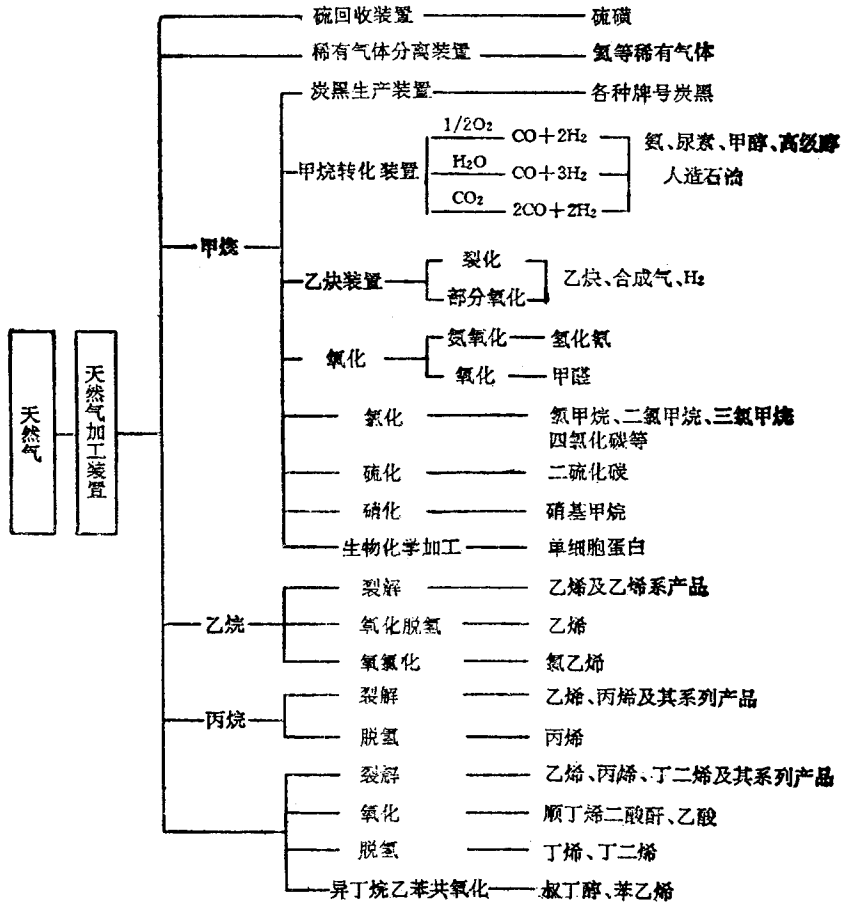 硫回收装置 硫磺
稀有气体分离装置 氦等稀有气体
炭黑生产装置 各种牌号炭黑
甲烷转化装置
1/2O₂ CO+2H₂
H₂O CO+3H₂
CO₂ 2CO+2H₂
氨、尿素、甲醇、高级醇
人造石油
甲烷
乙炔装置
裂化
部分氧化
乙炔、合成气、H₂
氧化
氨氧化 氢化氰
氧化 甲醛
天然气
天然气加工装置
氯化 氯甲烷、二氯甲烷、三氯甲烷
四氯化碳等
硫化 二硫化碳
硝化 硝基甲烷
生物化学加工 单细胞蛋白
乙烷
裂解 乙烯及乙烯系产品
氧化脱氢 乙烯
氧氯化 氯乙烯
丙烷
裂解 乙烯、丙烯及其系列产品
脱氢 丙烯
裂解 乙烯、丙烯、丁二烯及其系列产品
氧化 顺丁烯二酸酐、乙酸
脱氢 丁烯、丁二烯
异丁烷乙苯共氧化 叔丁醇、苯乙烯